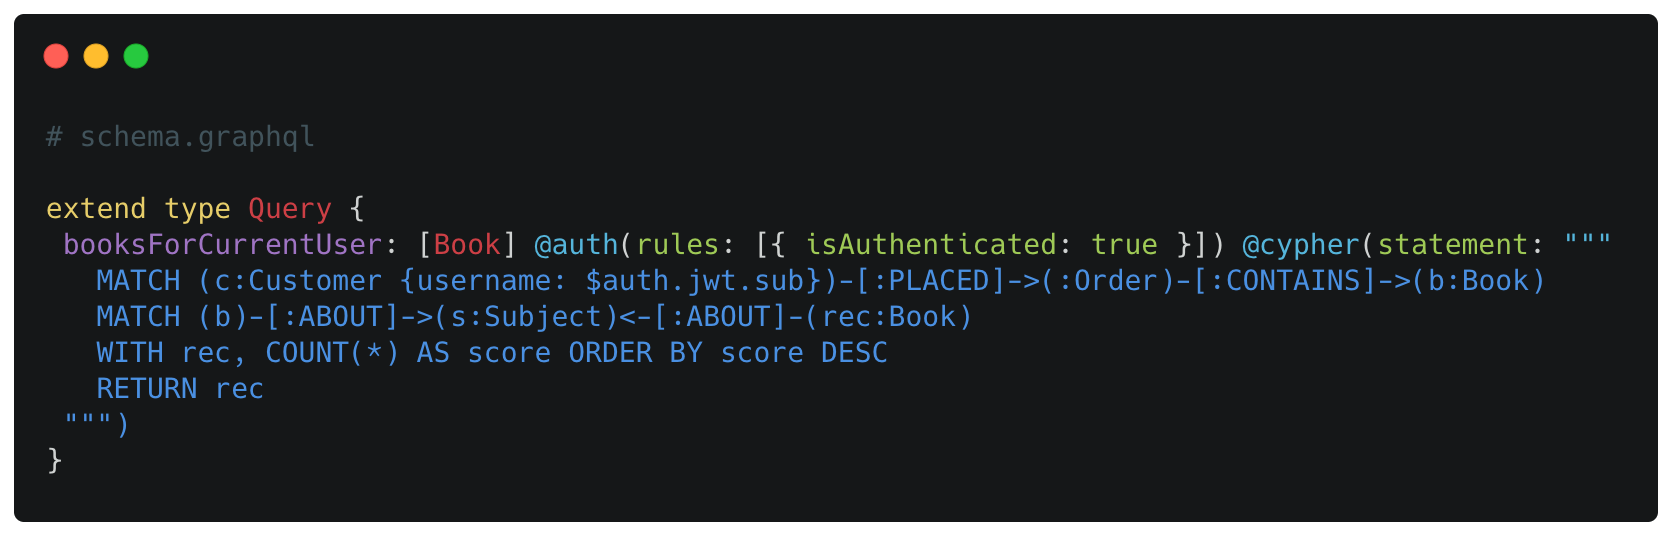 # schema.graphql

extend type Query {
 booksForCurrentUser: [Book] @auth(rules: [{ isAuthenticated: true }]) @cypher(statement: """
   MATCH (c:Customer {username: $auth.jwt.sub})-[:PLACED]->(:Order)-[:CONTAINS]->(b:Book)
   MATCH (b)-[:ABOUT]->(s:Subject)<-[:ABOUT]-(rec:Book)
   WITH rec, COUNT(*) AS score ORDER BY score DESC
   RETURN rec
 """)
}